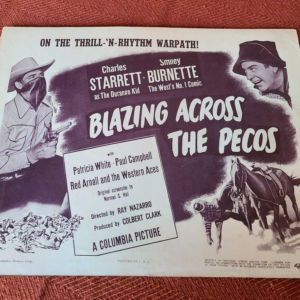 ON THE THRILL-'N-RHYTHM WARPATH!
Charles STARRETT
as The Durango Kid
Smiley BURNETTE
The West's No. 1 Comic
BLAZING ACROSS
THE PECOS
with
Patricia White · Paul Campbell
Red Arnall and the Western Aces
Original screenplay by
Norman S. Hall
Directed by RAY NAZARRO
Produced by COLBERT CLARK
A COLUMBIA PICTURE